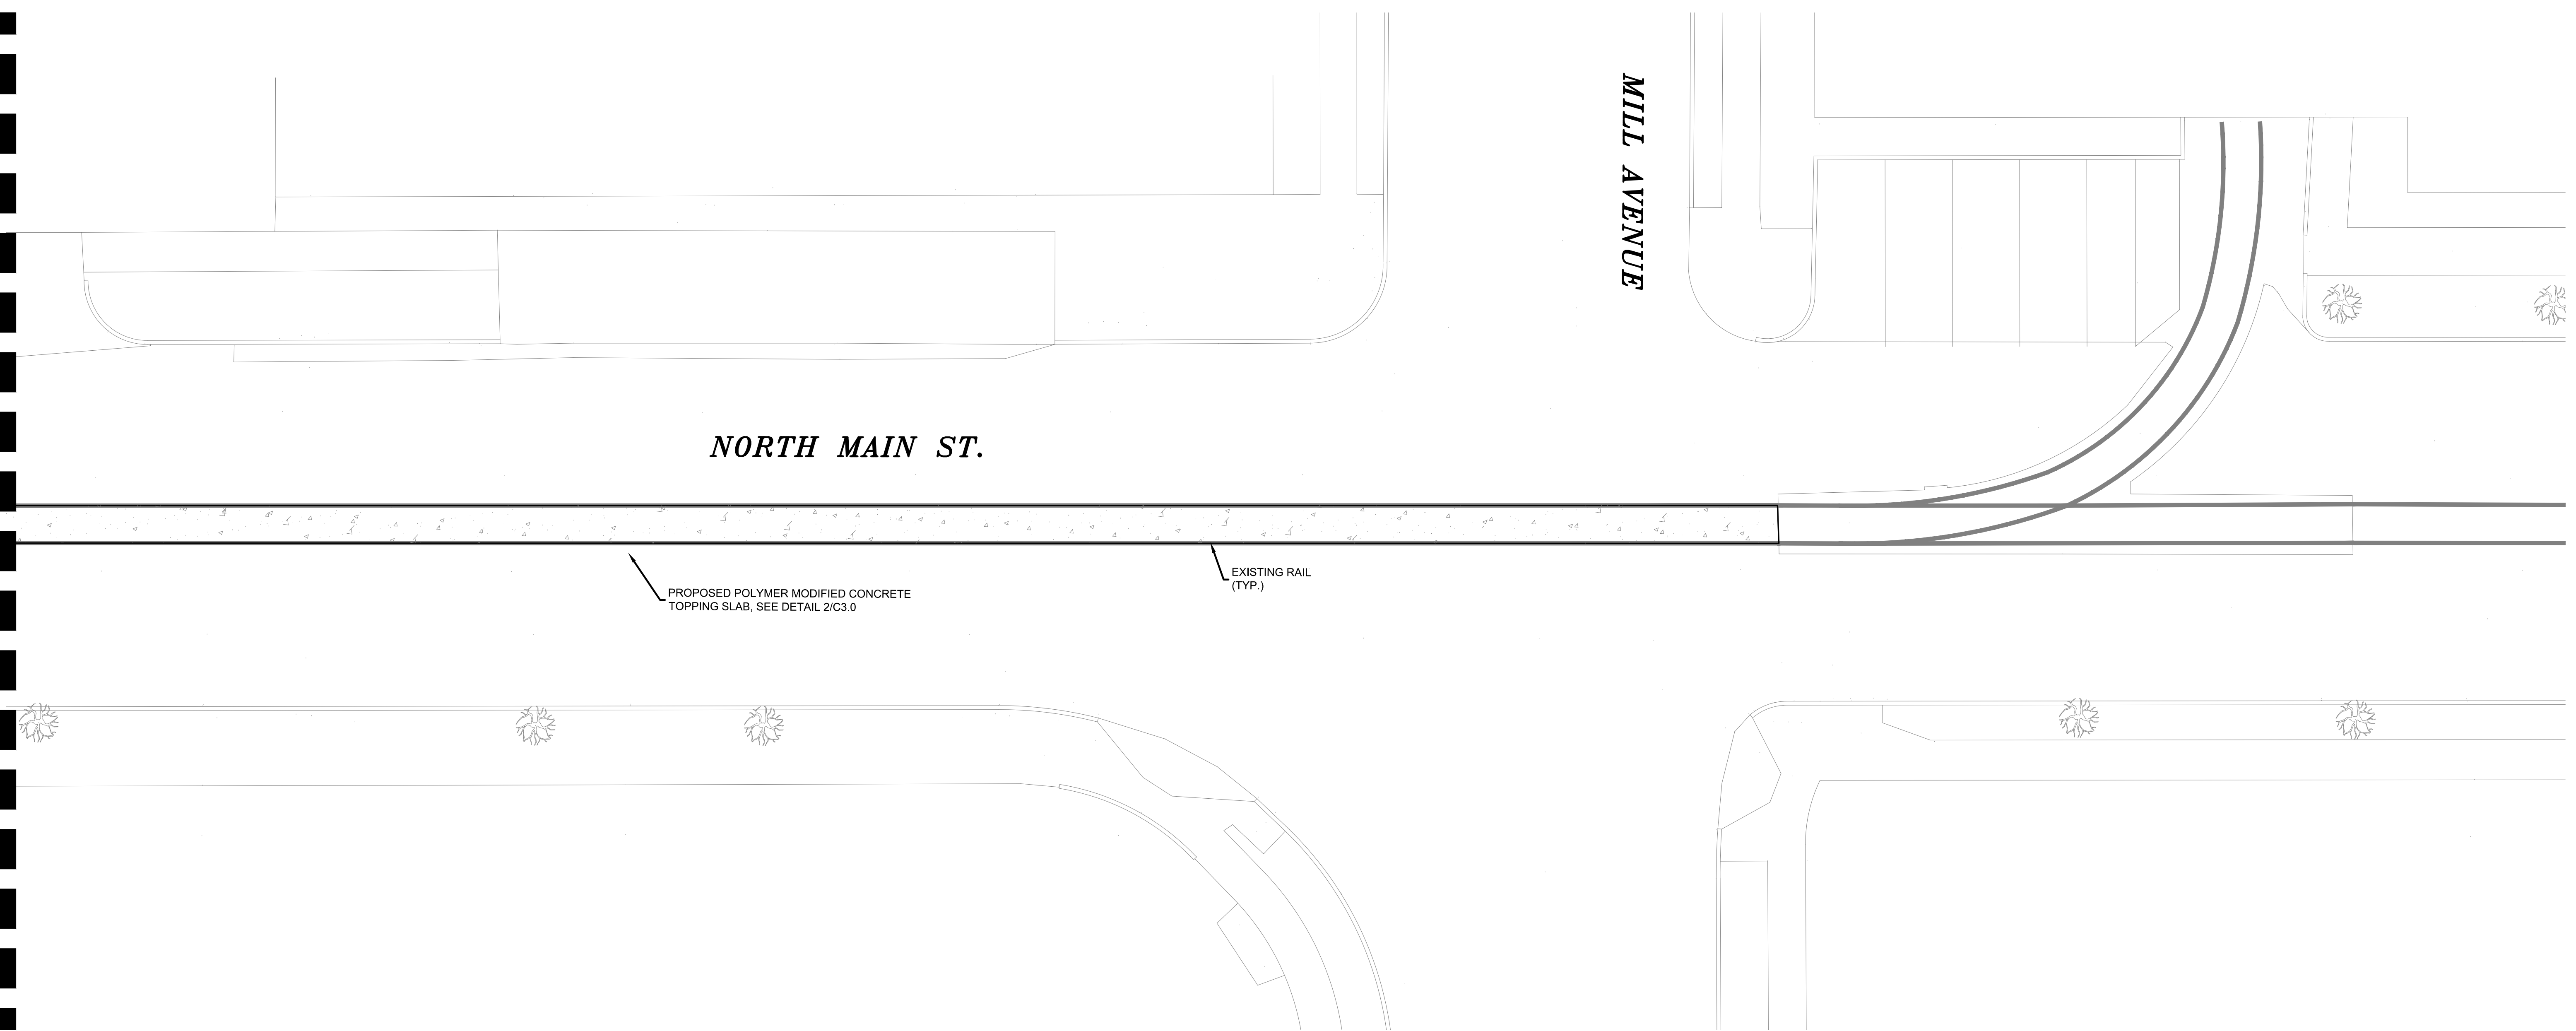 MILL AVENUE
NORTH MAIN ST.
EXISTING RAIL
(TYP.)
PROPOSED POLYMER MODIFIED CONCRETE
TOPPING SLAB, SEE DETAIL 2/C3.0